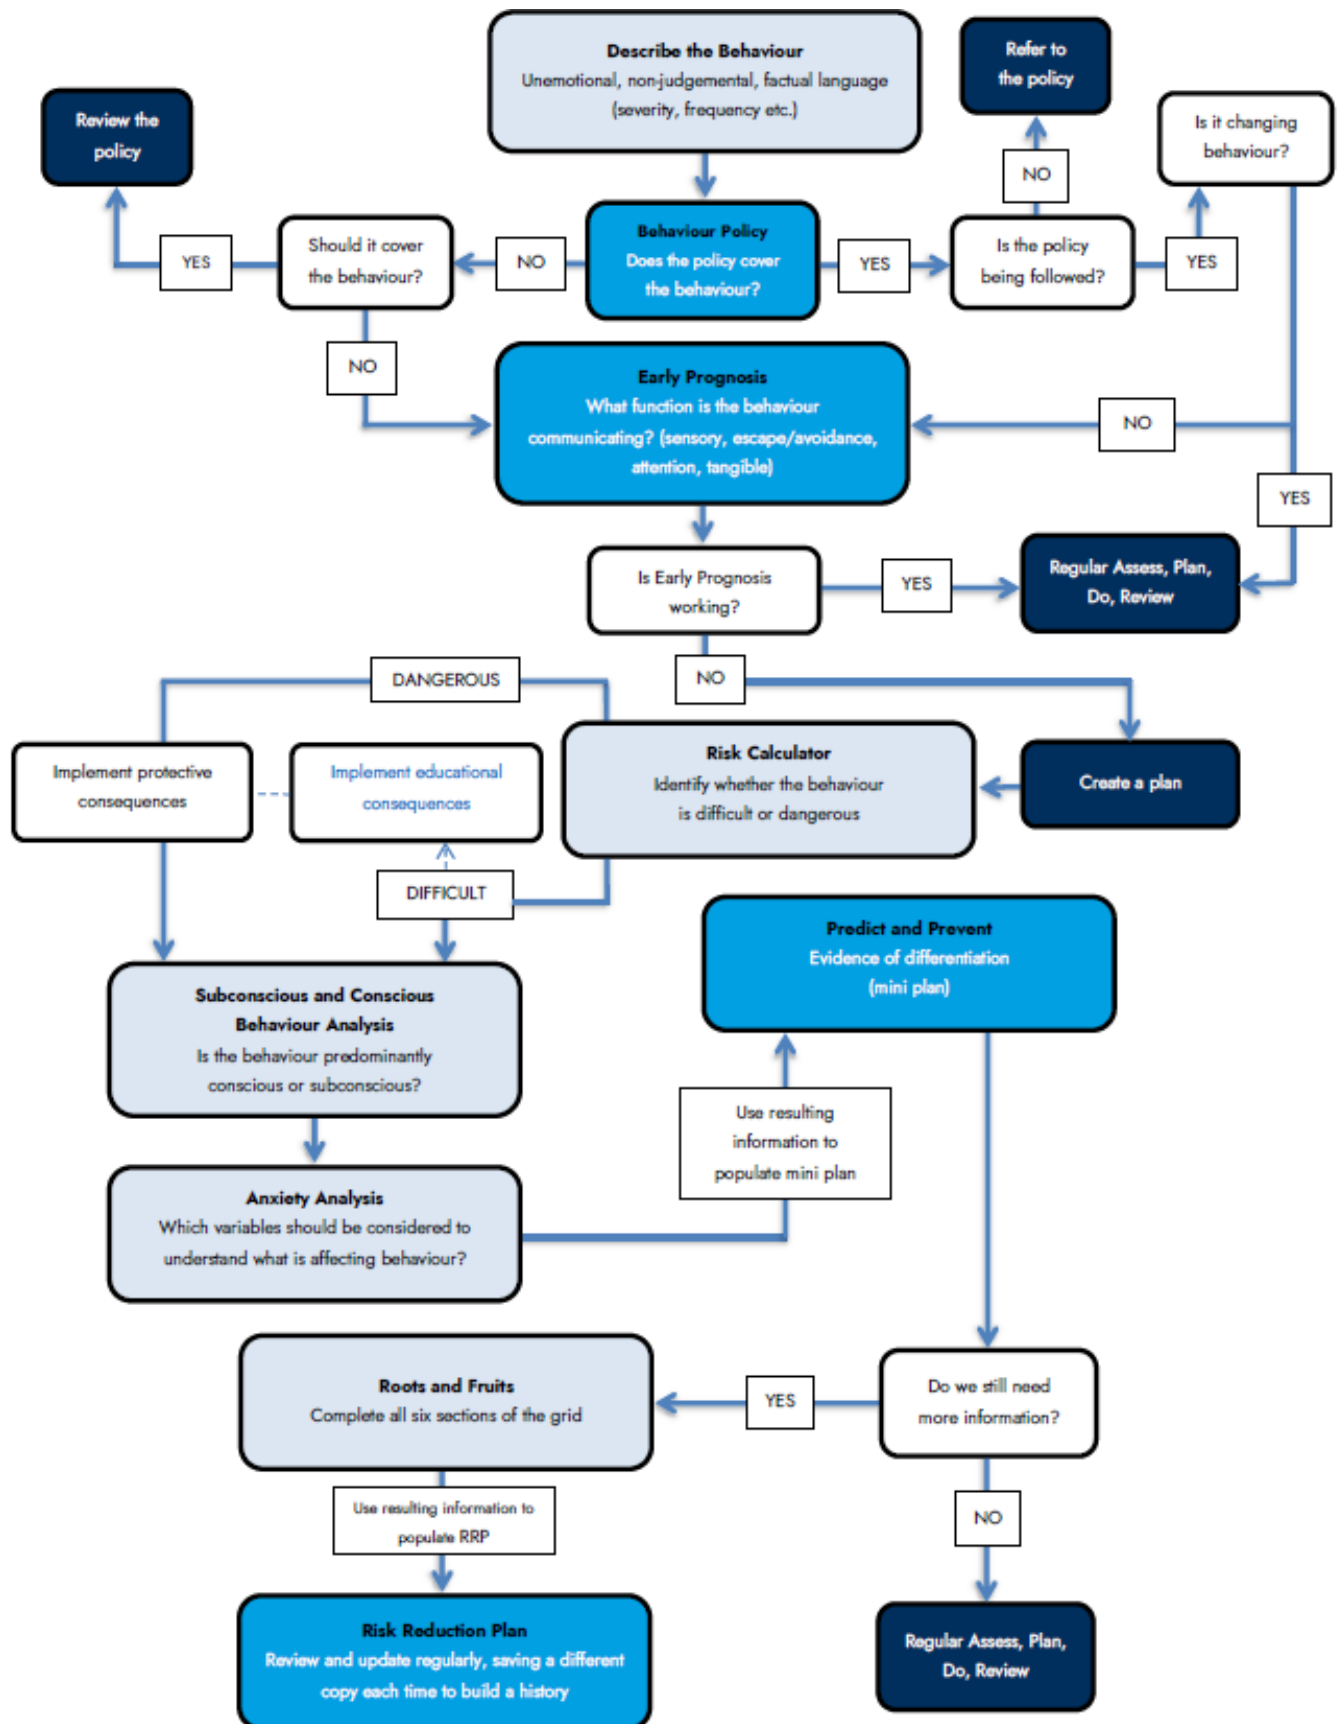 Describe the Behaviour
Unemotional, non-judgemental, factual language
(severity, frequency etc.)
Refer to
the policy
Review the
policy
Is it changing
behaviour?
NO
Should it cover
the behaviour?
YES
NO
Behaviour Policy
Does the policy cover
the behaviour?
YES
Is the policy
being followed?
YES
NO
Early Prognosis
What function is the behaviour
communicating? (sensory, escape/avoidance,
attention, tangible)
NO
YES
Is Early Prognosis
working?
YES
Regular Assess, Plan,
Do, Review
NO
DANGEROUS
Implement protective
consequences
Implement educational
consequences
Risk Calculator
Identify whether the behaviour
is difficult or dangerous
Create a plan
DIFFICULT
Predict and Prevent
Evidence of differentiation
(mini plan)
Subconscious and Conscious
Behaviour Analysis
Is the behaviour predominantly
conscious or subconscious?
Use resulting
information to
populate mini plan
Anxiety Analysis
Which variables should be considered to
understand what is affecting behaviour?
Roots and Fruits
Complete all six sections of the grid
YES
Do we still need
more information?
Use resulting information to
populate RRP
NO
Risk Reduction Plan
Review and update regularly, saving a different
copy each time to build a history
Regular Assess, Plan,
Do, Review